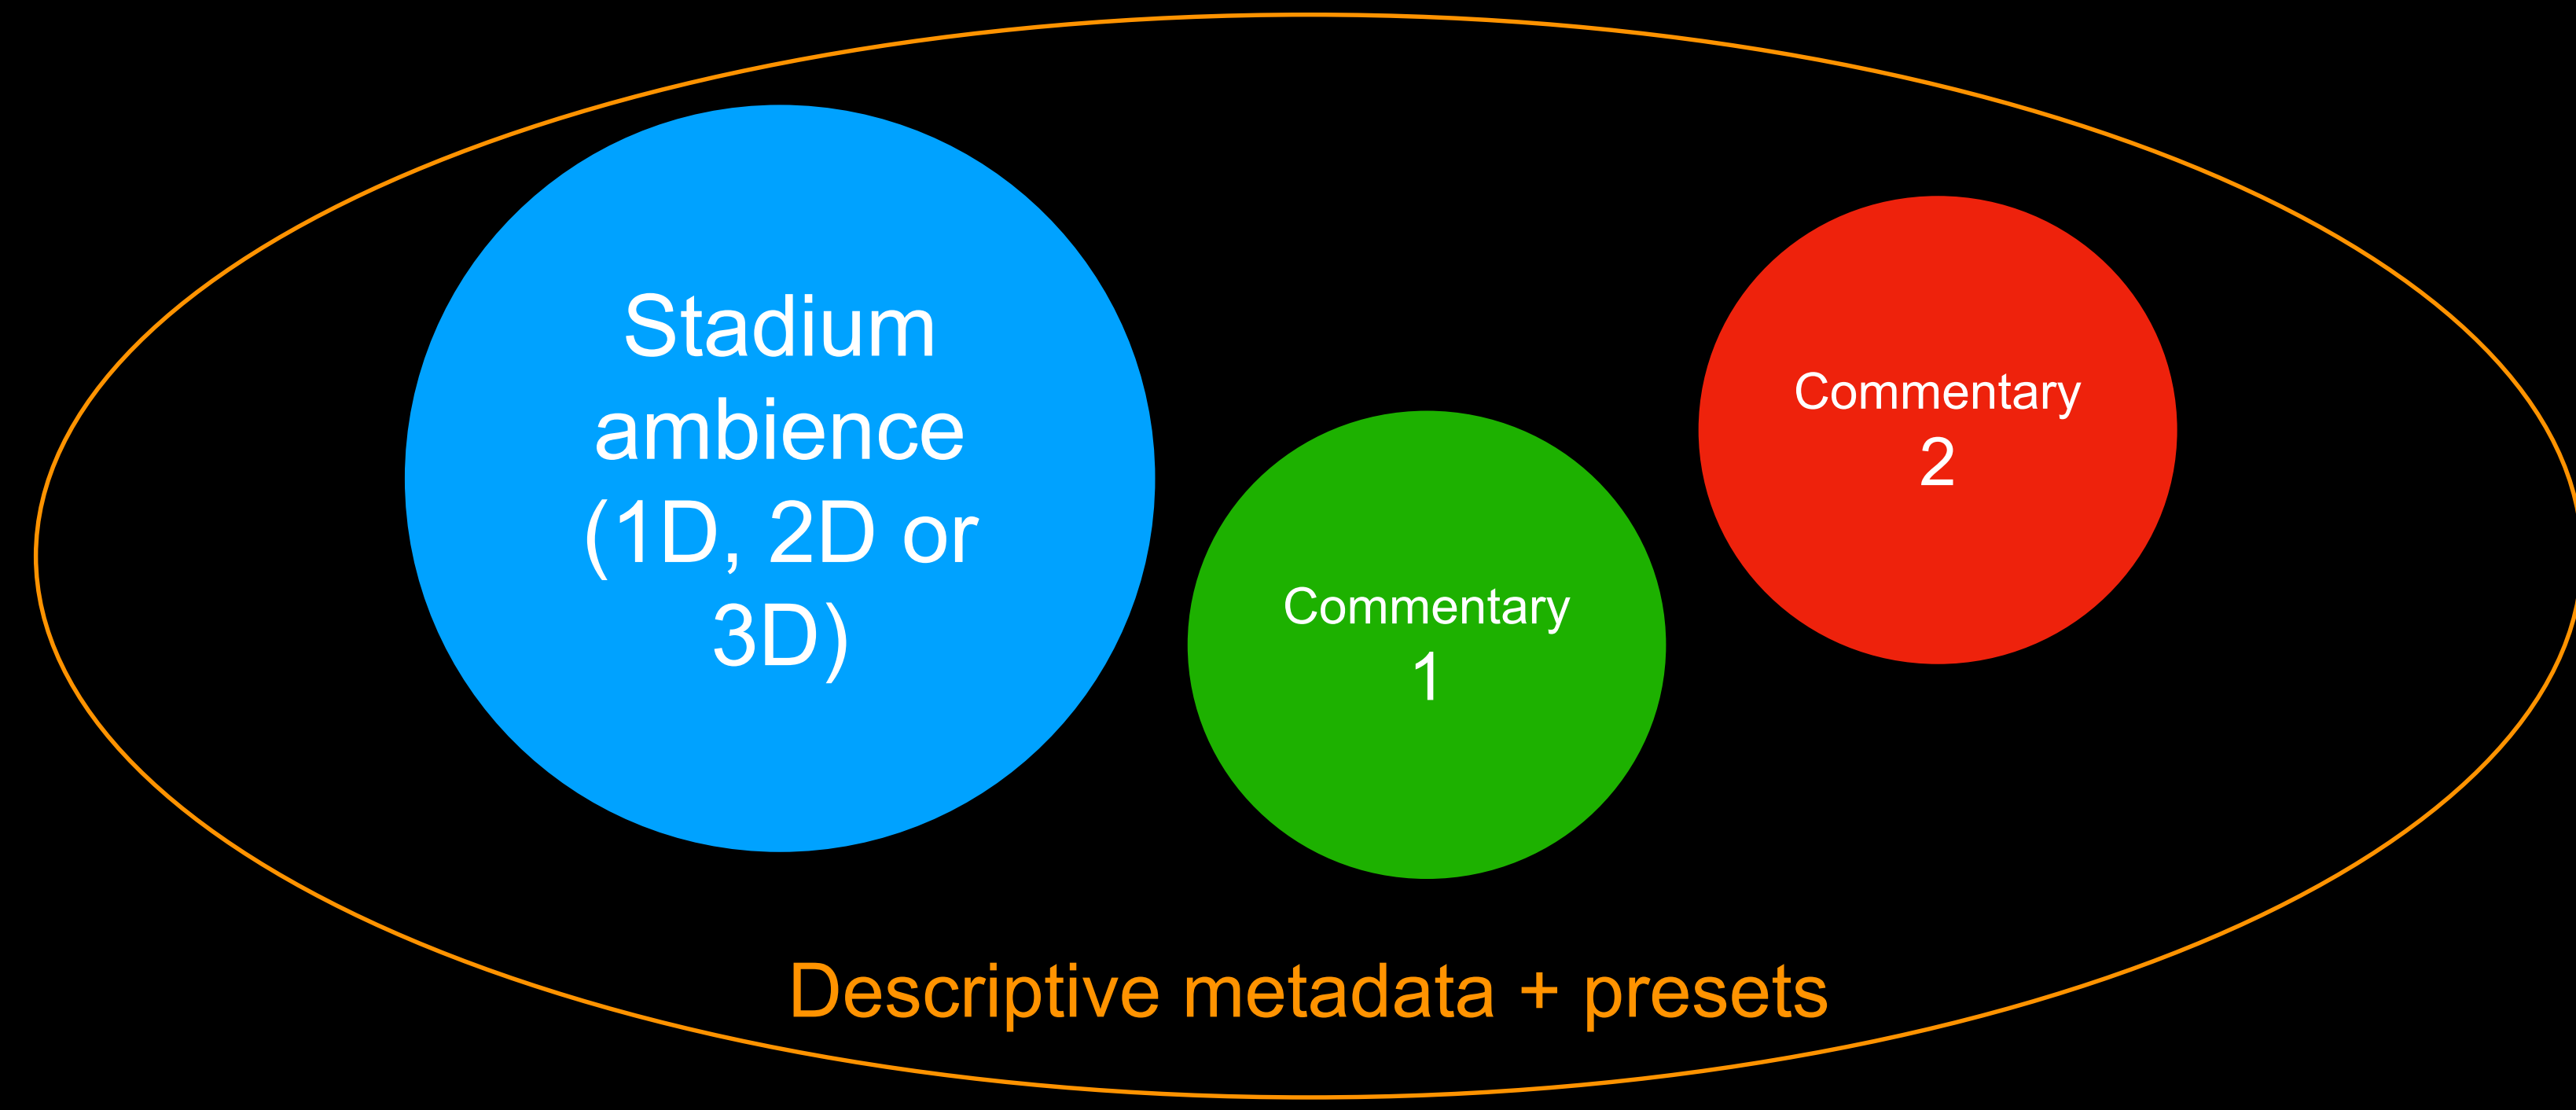 Stadium
ambience
(1D, 2D or
3D)
Commentary
1
Commentary
2
Descriptive metadata + presets